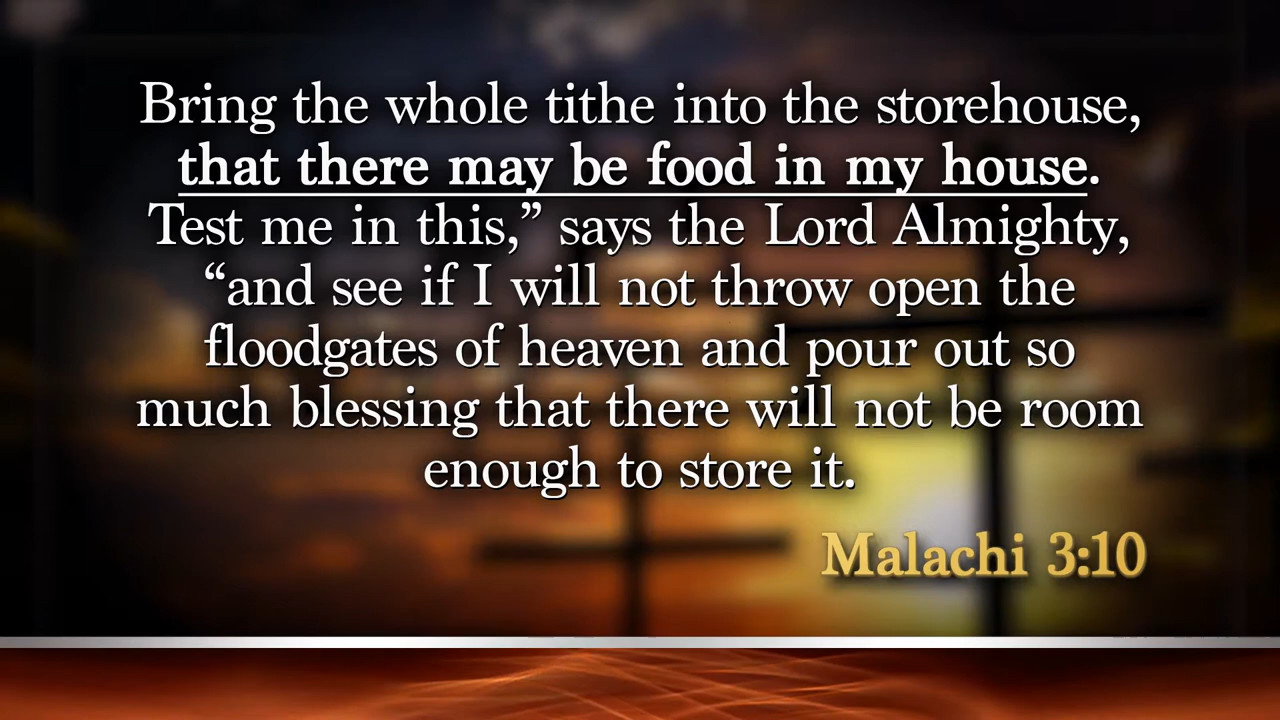 Bring the whole tithe into the storehouse,
that there may be food in my house.
Test me in this,” says the Lord Almighty,
“and see if I will not throw open the
floodgates of heaven and pour out so
much blessing that there will not be room
enough to store it.
Malachi 3:10